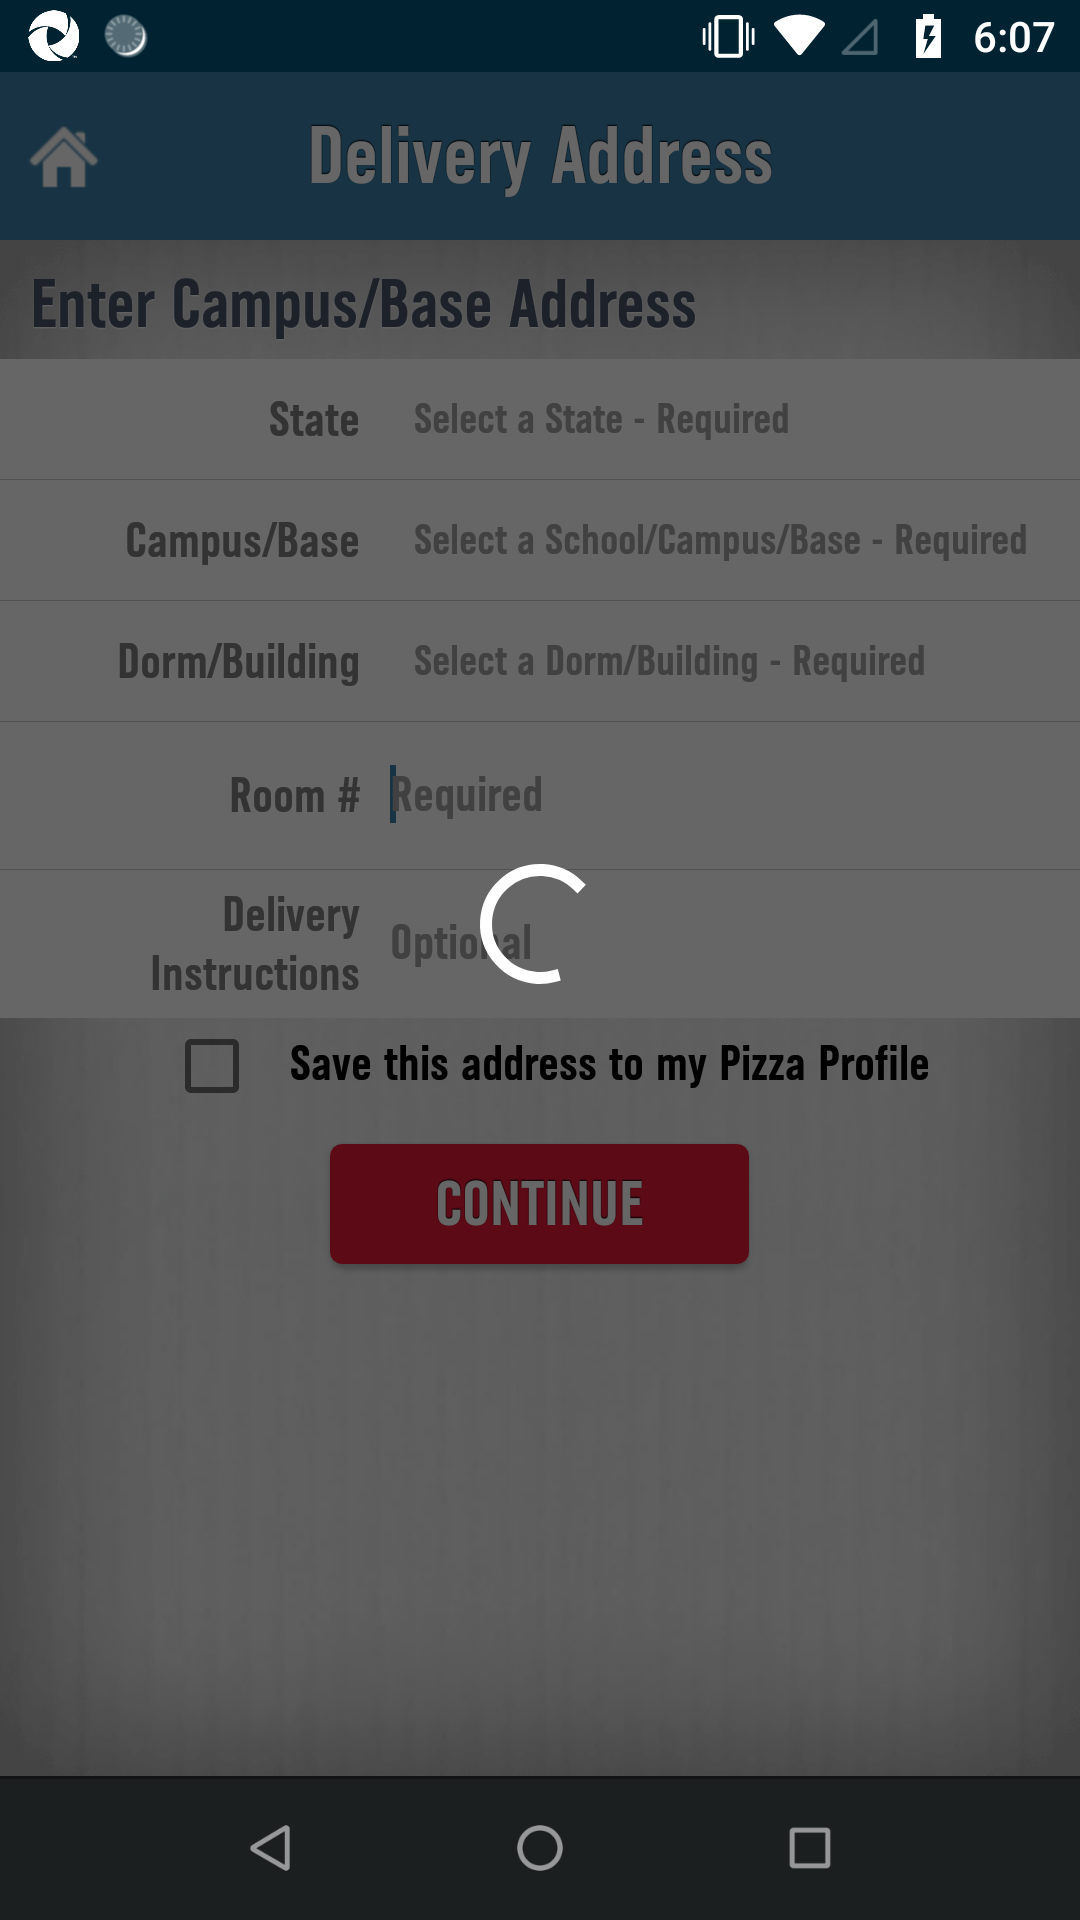 6:07
Delivery Address
Enter Campus/Base Address
State Select a State - Required
Campus/Base Select a School/Campus/Base - Required
Dorm/Building Select a Dorm/Building - Required
Room # Required
Delivery
Instructions Optional
Save this address to my Pizza Profile
CONTINUE